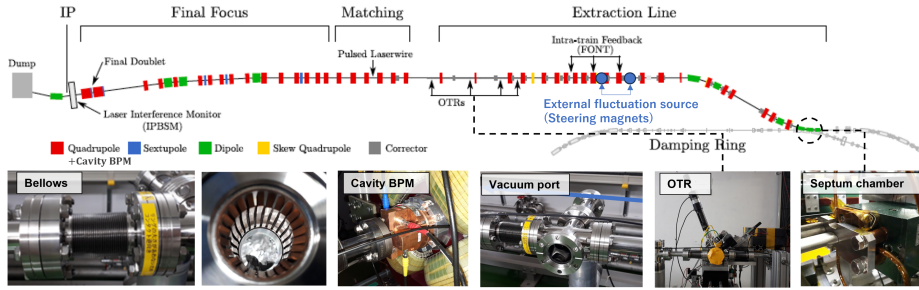 IP
Final Focus
Matching
Extraction Line
Dump
Final Doublet
Pulsed Laserwire
Intra-train Feedback
(FONT)
Laser Interference Monitor
(IPBSM)
OTRs
External fluctuation source
(Steering magnets)
Damping Ring
Quadrupole
+Cavity BPM
Sextupole
Dipole
Skew Quadrupole
Corrector
Bellows
Cavity BPM
Vacuum port
OTR
Septum chamber